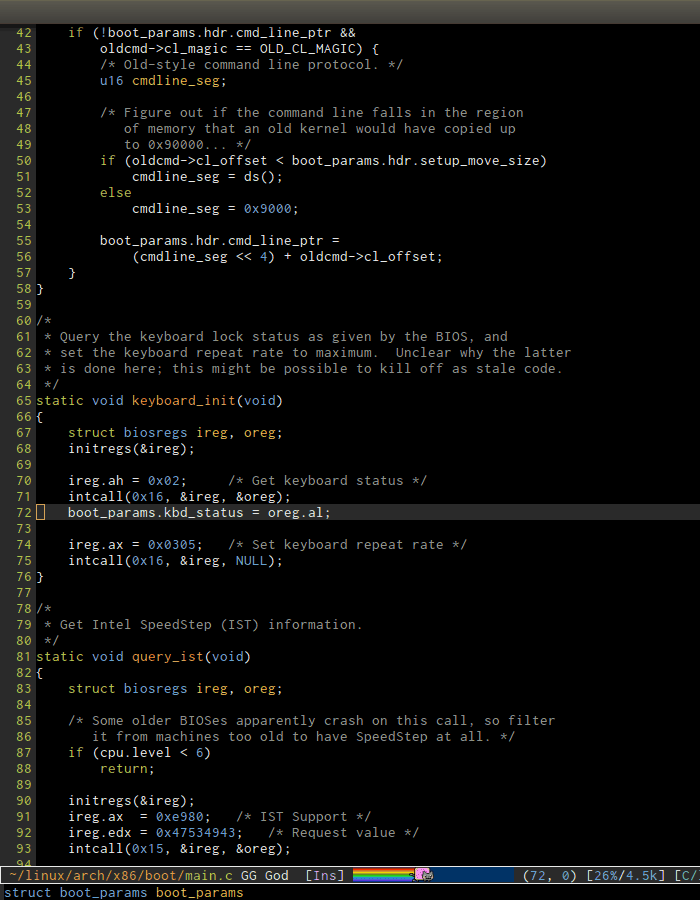 42 if (!boot_params.hdr.cmd_line_ptr &&
43 oldcmd->cl_magic == OLD_CL_MAGIC) {
44 /* Old-style command line protocol. */
45 u16 cmdline_seg;
46
47 /* Figure out if the command line falls in the region
48 of memory that an old kernel would have copied up
49 to 0x90000... */
50 if (oldcmd->cl_offset < boot_params.hdr.setup_move_size)
51 cmdline_seg = ds();
52 else
53 cmdline_seg = 0x9000;
54
55 boot_params.hdr.cmd_line_ptr =
56 (cmdline_seg << 4) + oldcmd->cl_offset;
57 }
58 }
59
60 /*
61 * Query the keyboard lock status as given by the BIOS, and
62 * set the keyboard repeat rate to maximum.  Unclear why the latter
63 * is done here; this might be possible to kill off as stale code.
64 */
65 static void keyboard_init(void)
66 {
67 struct biosregs ireg, oreg;
68 initregs(&ireg);
69
70 ireg.ah = 0x02; /* Get keyboard status */
71 intcall(0x16, &ireg, &oreg);
72 boot_params.kbd_status = oreg.al;
73
74 ireg.ax = 0x0305; /* Set keyboard repeat rate */
75 intcall(0x16, &ireg, NULL);
76 }
77
78 /*
79 * Get Intel SpeedStep (IST) information.
80 */
81 static void query_ist(void)
82 {
83 struct biosregs ireg, oreg;
84
85 /* Some older BIOSes apparently crash on this call, so filter
86 it from machines too old to have SpeedStep at all. */
87 if (cpu.level < 6)
88 return;
89
90 initregs(&ireg);
91 ireg.ax  = 0xe980; /* IST Support */
92 ireg.edx = 0x47534943; /* Request value */
93 intcall(0x15, &ireg, &oreg);
94
~/linux/arch/x86/boot/main.c GG God [Ins] (72, 0) [26%/4.5k] [C/
struct boot_params boot_params